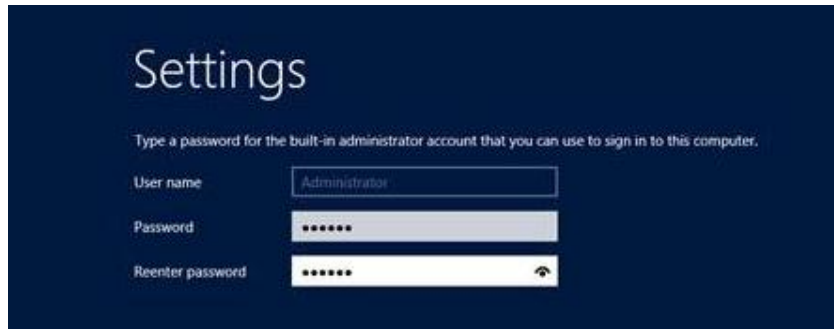 Settings
Type a password for the built-in administrator account that you can use to sign in to this computer.
User name Administrator
Password ••••••
Reenter password ••••••